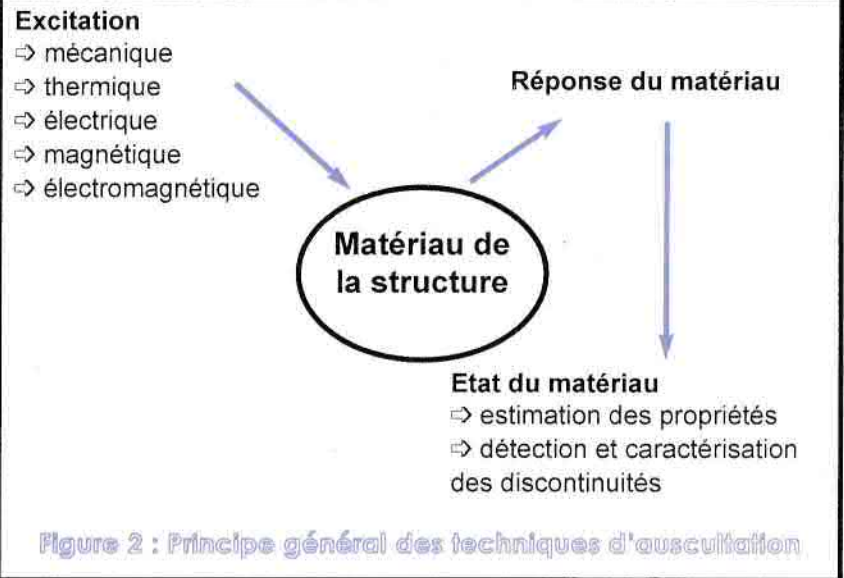 Excitation
⇨ mécanique
⇨ thermique
⇨ électrique
⇨ magnétique
⇨ électromagnétique
Réponse du matériau
Matériau de
la structure
Etat du matériau
⇨ estimation des propriétés
⇨ détection et caractérisation
des discontinuités
Figure 2 : Principe général des techniques d'auscultation